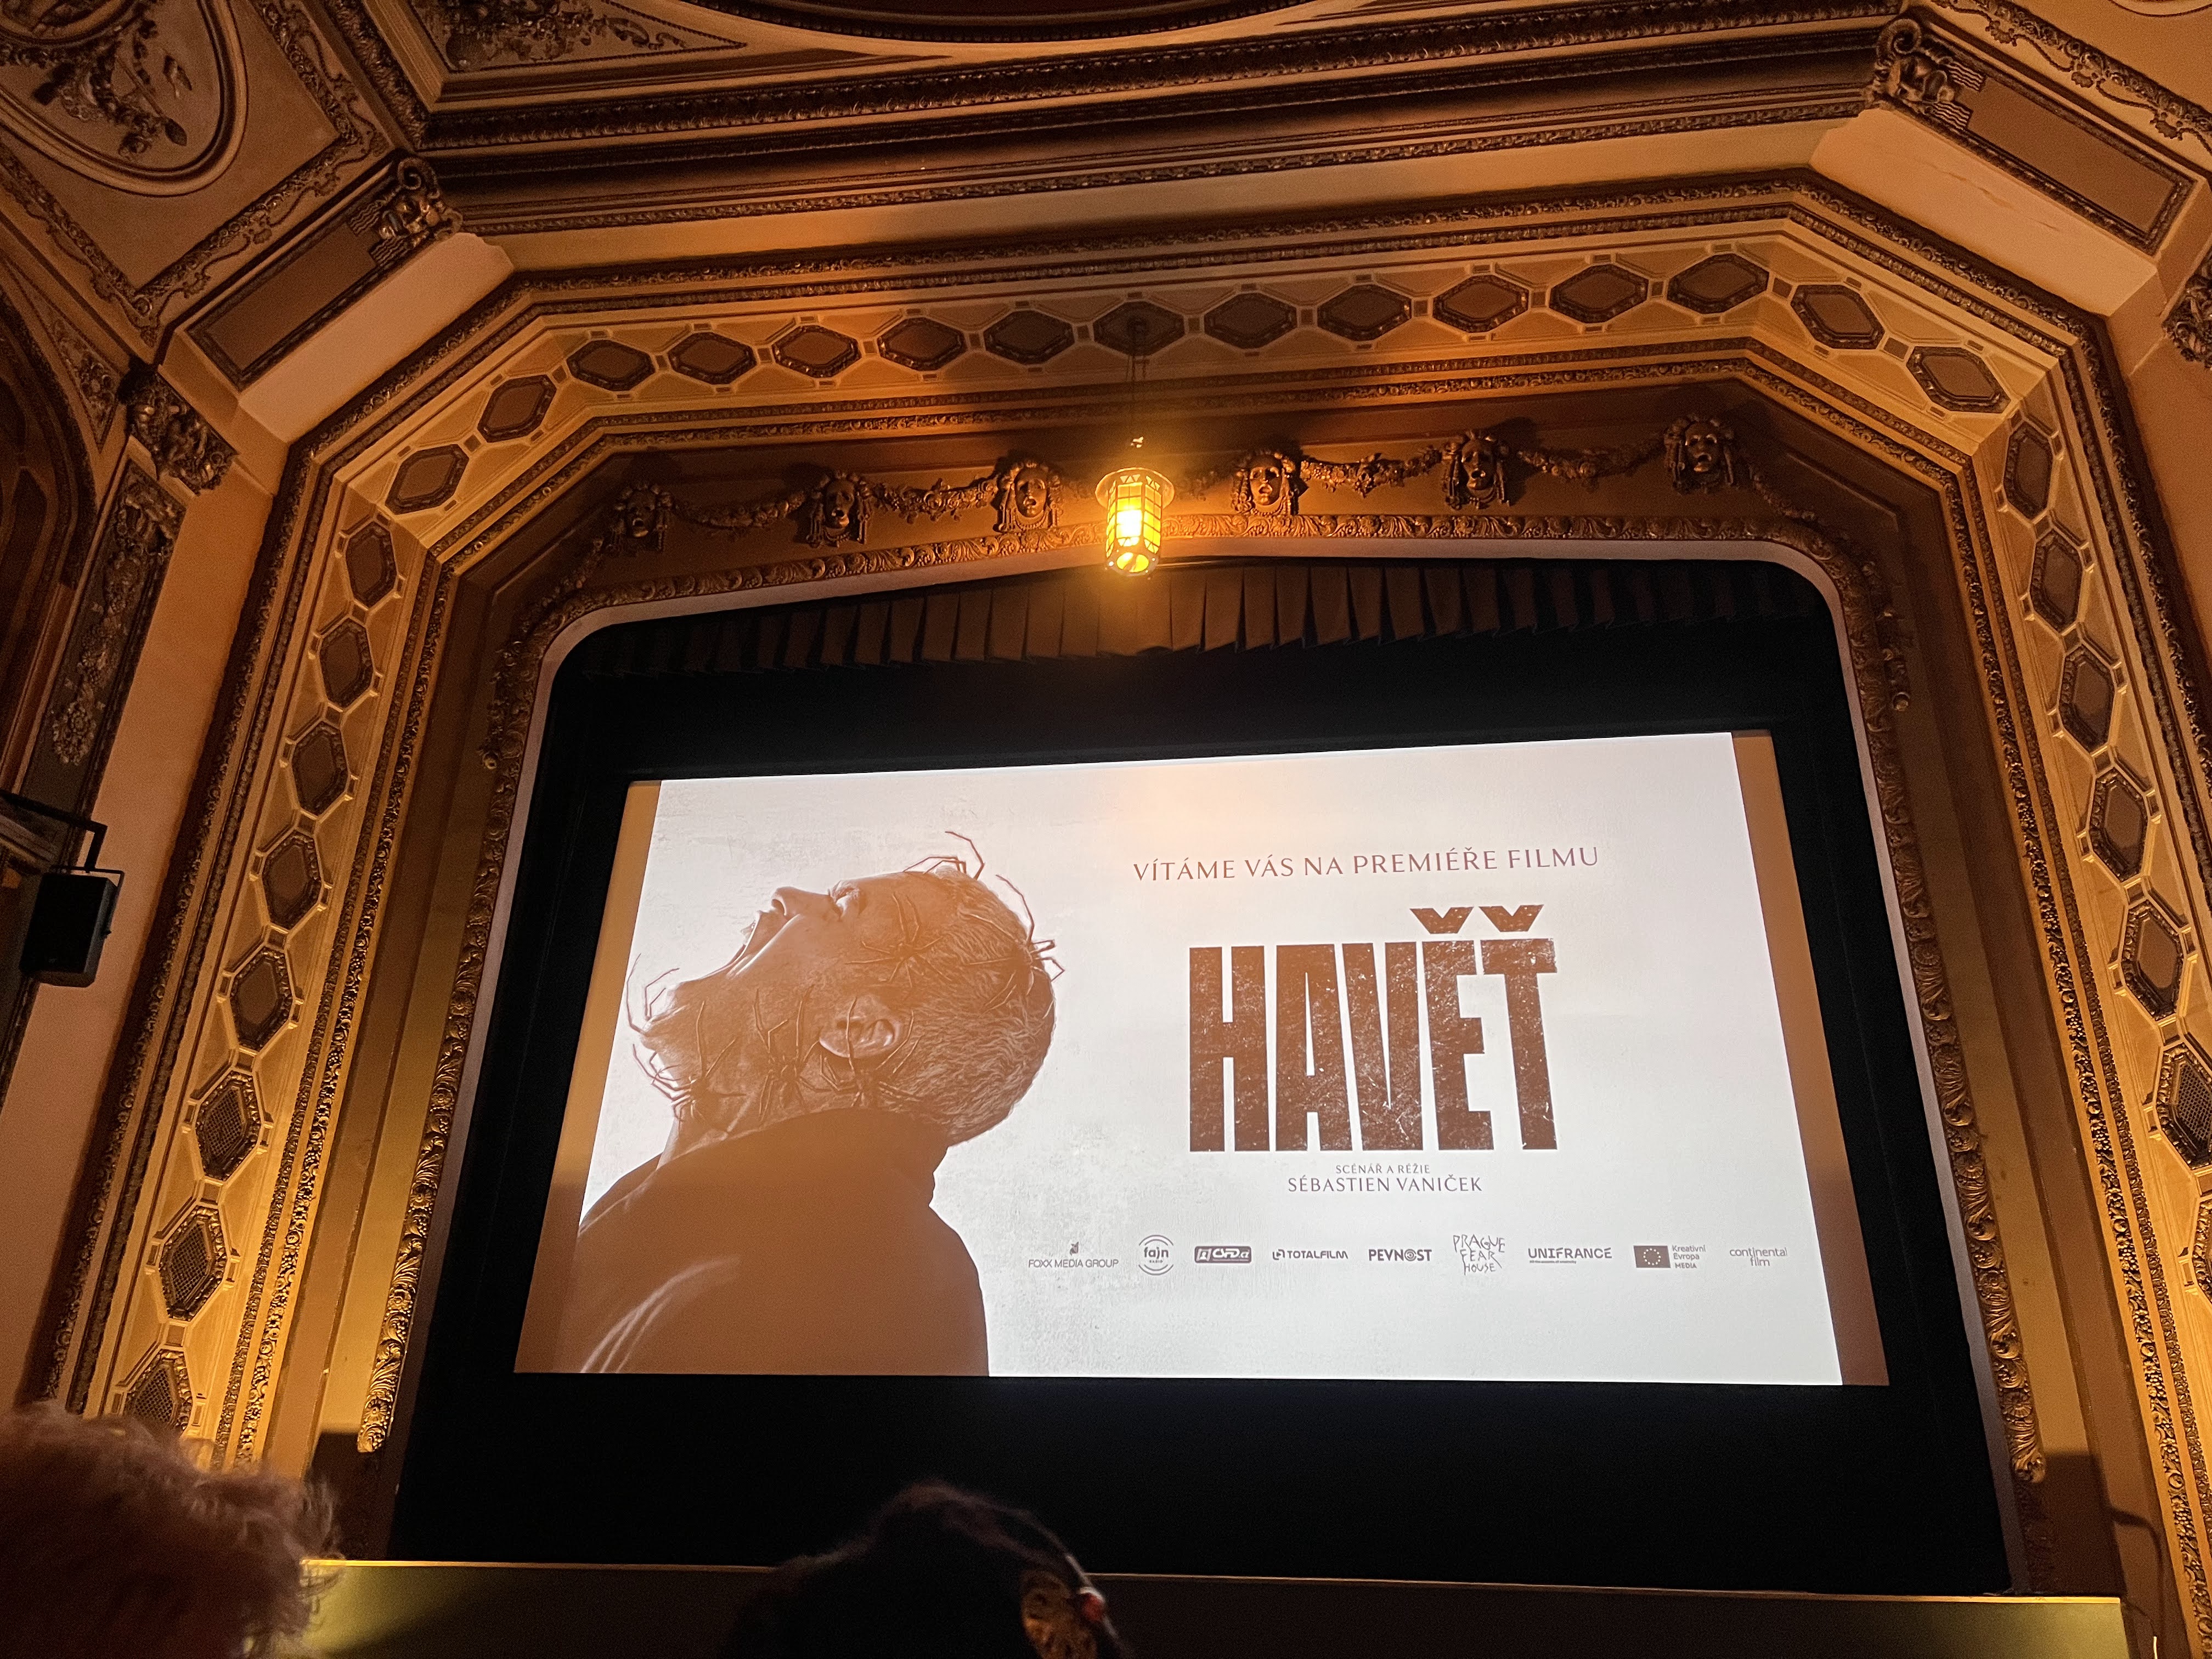 VÍTÁME VÁS NA PREMIÉŘE FILMU
HAVĚŤ
SCÉNÁŘ A RÉŽIE
SÉBASTIEN VANIČEK
FOXX MEDIA GROUP
fajn
RADIO
TOTALFILM
PEVNOST
PRAGUE
FEAR
HOUSE
UNIFRANCE
Kreativní
Evropa
MEDIA
continental
film